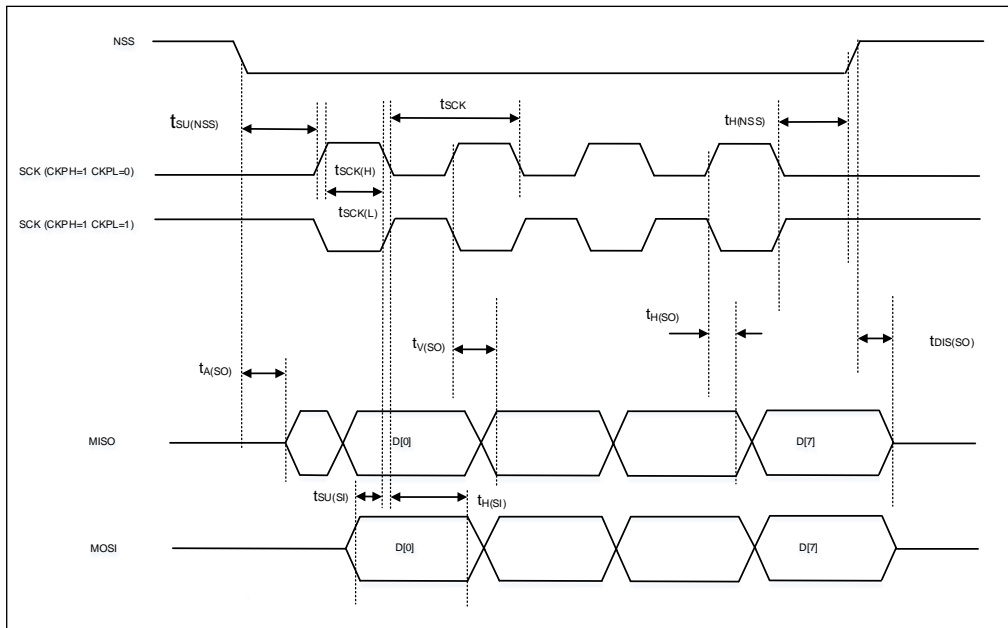 NSS
tSCK
tSU(NSS)
tH(NSS)
SCK (CKPH=1 CKPL=0)
tSCK(H)
tSCK(L)
SCK (CKPH=1 CKPL=1)
tH(SO)
tV(SO)
tDIS(SO)
tA(SO)
MISO
D[0]
D[7]
tSU(SI)
tH(SI)
MOSI
D[0]
D[7]